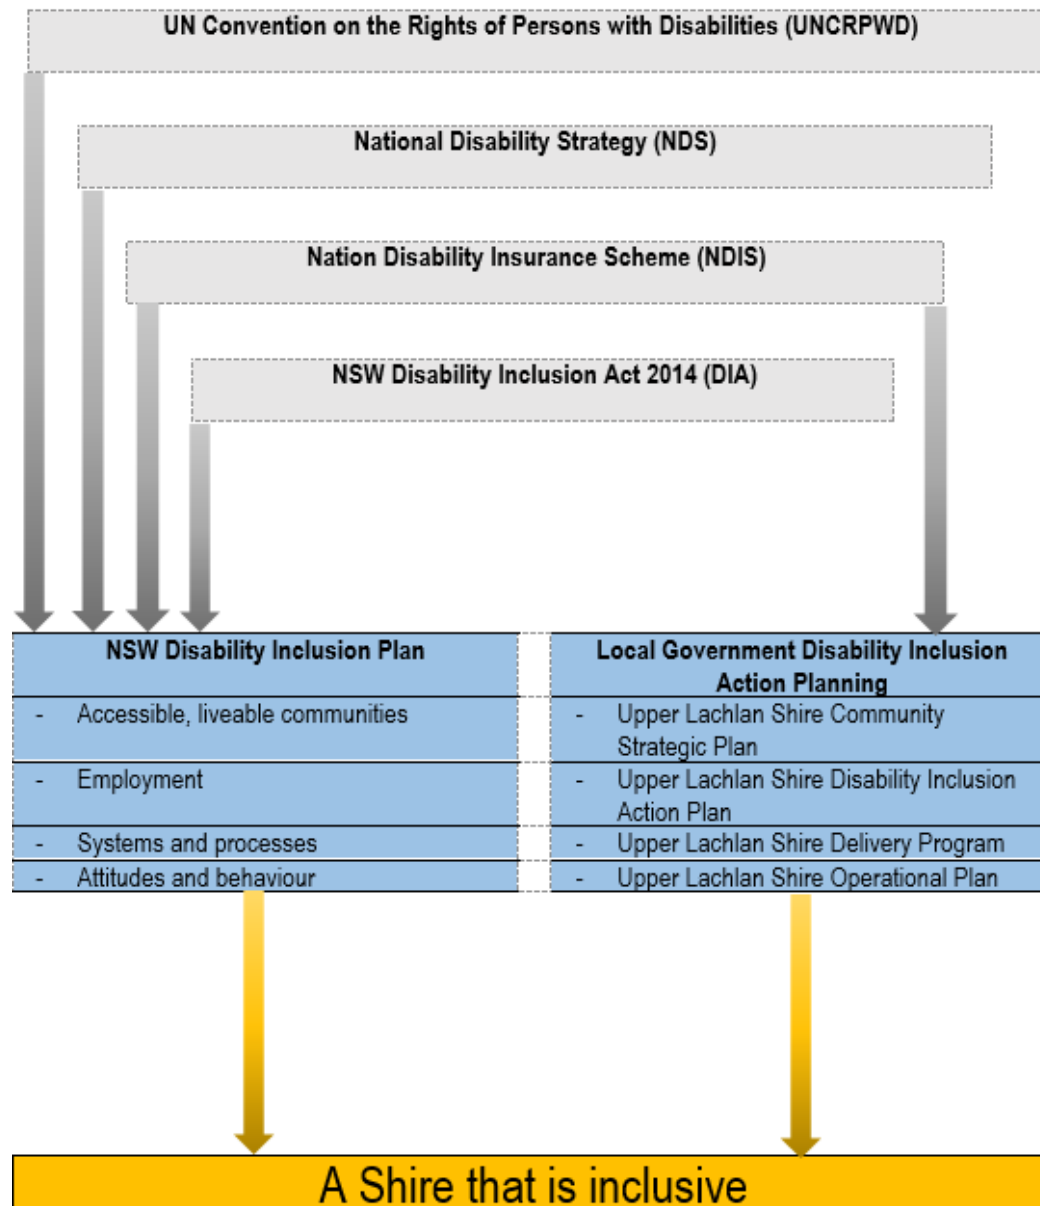 UN Convention on the Rights of Persons with Disabilities (UNCRPWD)
National Disability Strategy (NDS)
Nation Disability Insurance Scheme (NDIS)
NSW Disability Inclusion Act 2014 (DIA)
NSW Disability Inclusion Plan
- Accessible, liveable communities
- Employment
- Systems and processes
- Attitudes and behaviour
Local Government Disability Inclusion
Action Planning
- Upper Lachlan Shire Community
Strategic Plan
- Upper Lachlan Shire Disability Inclusion
Action Plan
- Upper Lachlan Shire Delivery Program
- Upper Lachlan Shire Operational Plan
A Shire that is inclusive